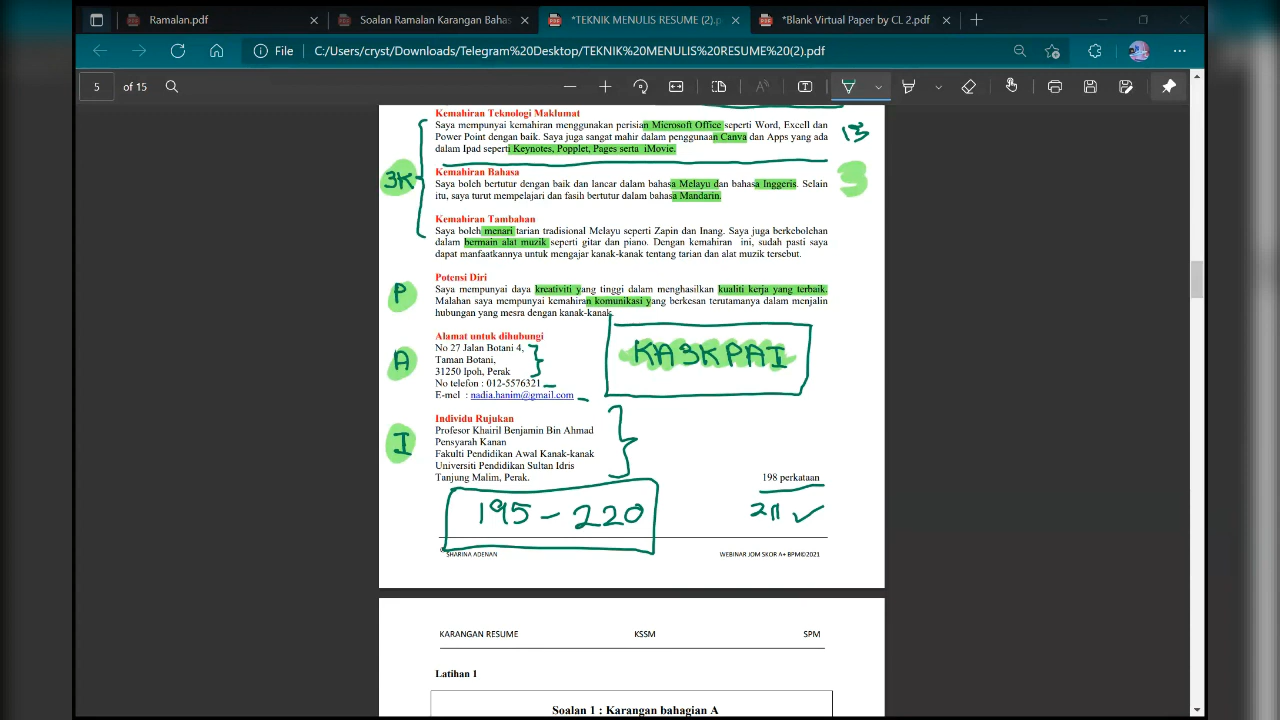 Ramalan.pdf
Soalan Ramalan Karangan Bahas
*TEKNIK MENULIS RESUME (2).p
*Blank Virtual Paper by CL 2.pdf
File
C:/Users/cryst/Downloads/Telegram%20Desktop/TEKNIK%20MENULIS%20RESUME%20(2).pdf
5 of 15
Kemahiran Teknologi Maklumat
Saya mempunyai kemahiran menggunakan perisian Microsoft Office seperti Word, Excell dan
Power Point dengan baik. Saya juga sangat mahir dalam penggunaan Canva dan Apps yang ada
dalam Ipad seperti Keynotes, Popplet, Pages serta iMovie.
13
3K
Kemahiran Bahasa
3
Saya boleh bertutur dengan baik dan lancar dalam bahasa Melayu dan bahasa Inggeris. Selain
itu, saya turut mempelajari dan fasih bertutur dalam bahasa Mandarin.
Kemahiran Tambahan
Saya boleh menari tarian tradisional Melayu seperti Zapin dan Inang. Saya juga berkebolehan
dalam bermain alat muzik seperti gitar dan piano. Dengan kemahiran ini, sudah pasti saya
dapat manfaatkannya untuk mengajar kanak-kanak tentang tarian dan alat muzik tersebut.
P
Potensi Diri
Saya mempunyai daya kreativiti yang tinggi dalam menghasilkan kualiti kerja yang terbaik.
Malahan saya mempunyai kemahiran komunikasi yang berkesan terutamanya dalam menjalin
hubungan yang mesra dengan kanak-kanak.
A
Alamat untuk dihubungi
No 27 Jalan Botani 4,
Taman Botani,
31250 Ipoh, Perak
No telefon : 012-5576321
E-mel : nadia.hanim@gmail.com
KA3KPAI
I
Individu Rujukan
Profesor Khairil Benjamin Bin Ahmad
Pensyarah Kanan
Fakulti Pendidikan Awal Kanak-kanak
Universiti Pendidikan Sultan Idris
Tanjung Malim, Perak.
198 perkataan
195 - 220
211 ✓
SHARINA ADENAN
WEBINAR JOM SKOR A+ BPM©2021
KARANGAN RESUME KSSM SPM
Latihan 1
Soalan 1 : Karangan bahagian A